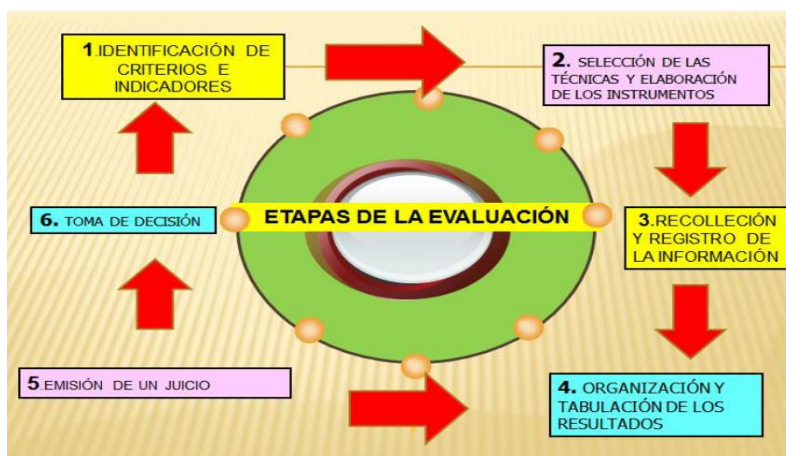 1.IDENTIFICACIÓN DE
CRITERIOS E
INDICADORES
2. SELECCIÓN DE LAS
TÉCNICAS Y ELABORACIÓN
DE LOS INSTRUMENTOS
6. TOMA DE DECISIÓN
ETAPAS DE LA EVALUACIÓN
3.RECOLLECIÓN
Y REGISTRO DE
LA INFORMACIÓN
5.EMISIÓN DE UN JUICIO
4. ORGANIZACIÓN Y
TABULACIÓN DE LOS
RESULTADOS